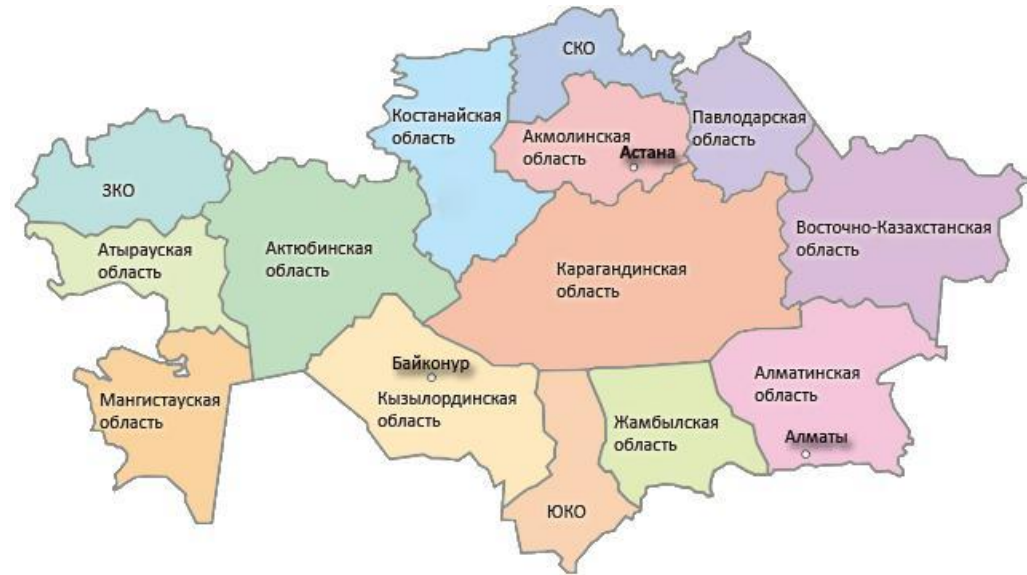 СКО
Костанайская
область
Павлодарская
область
Акмолинская
область
Астана
ЗКО
Восточно-Казахстанская
область
Атырауская
область
Актюбинская
область
Карагандинская
область
Байконур
Кызылординская
область
Алматинская
область
Мангистауская
область
Жамбылская
область
Алматы
ЮКО